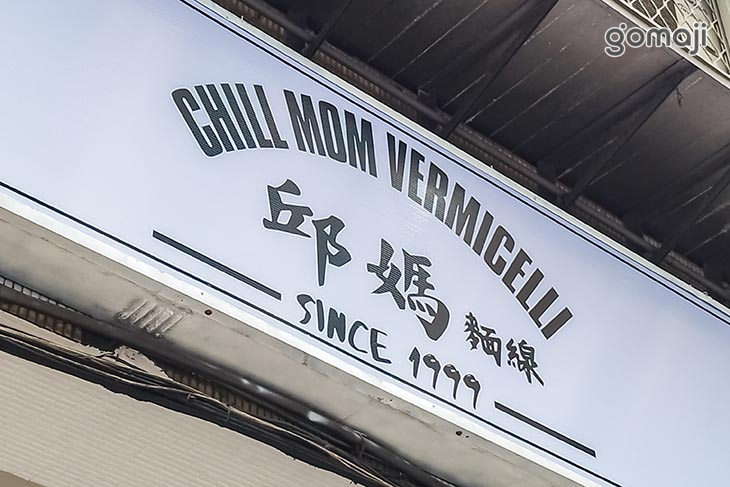 gomaji
CHILL MOM VERMICELLI
邱媽麵線
SINCE 1999